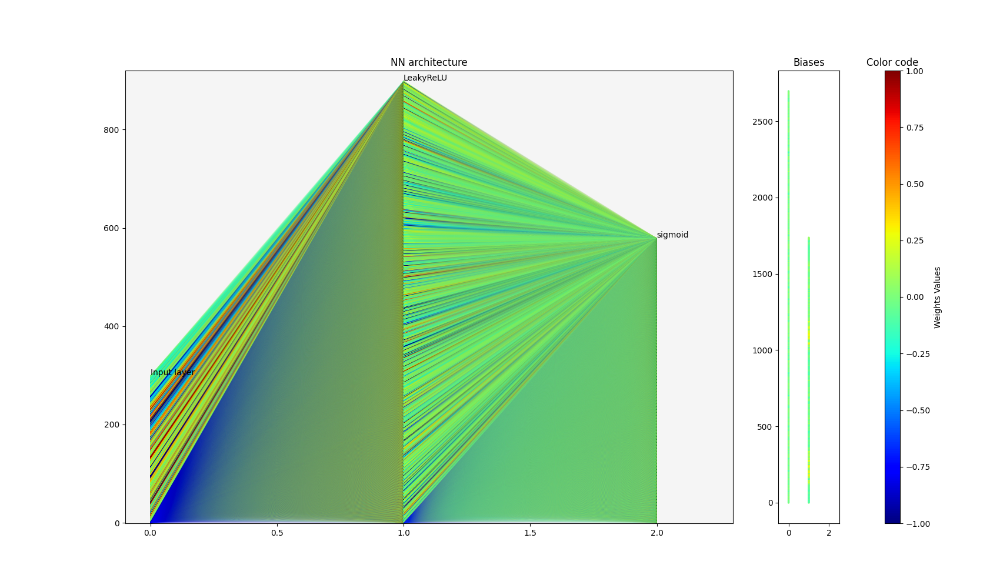 NN architecture
LeakyReLU
sigmoid
Input layer
800
600
400
200
0
0.0 0.5 1.0 1.5 2.0
Biases
2500
2000
1500
1000
500
0
0 2
Color code
1.00
0.75
0.50
0.25
0.00
−0.25
−0.50
−0.75
−1.00
Weights Values